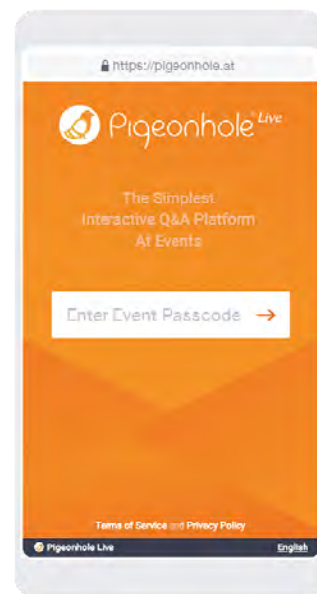 https://pigeonhole.at
Pigeonhole Live
The Simplest
Interactive Q&A Platform
At Events
Enter Event Passcode →
Terms of Service and Privacy Policy
Pigeonhole Live English